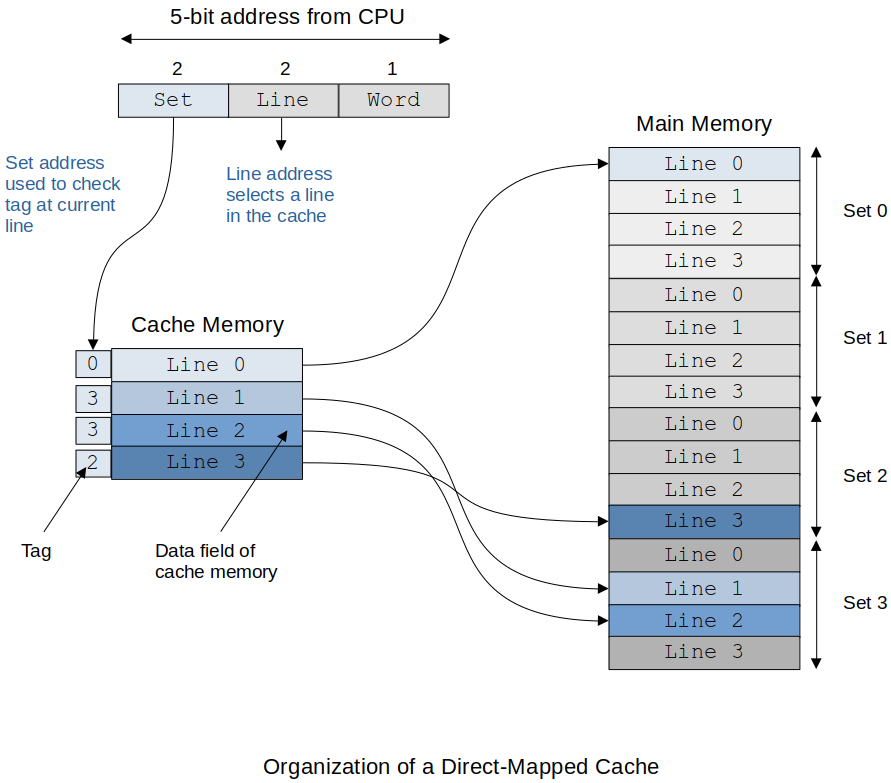 5-bit address from CPU
2 2 1
Set Line Word
Set address
used to check
tag at current
line
Line address
selects a line
in the cache
Cache Memory
0 Line 0
3 Line 1
3 Line 2
2 Line 3
Tag
Data field of
cache memory
Main Memory
Line 0
Line 1
Line 2
Line 3
Set 0
Line 0
Line 1
Line 2
Line 3
Set 1
Line 0
Line 1
Line 2
Line 3
Set 2
Line 0
Line 1
Line 2
Line 3
Set 3
Organization of a Direct-Mapped Cache